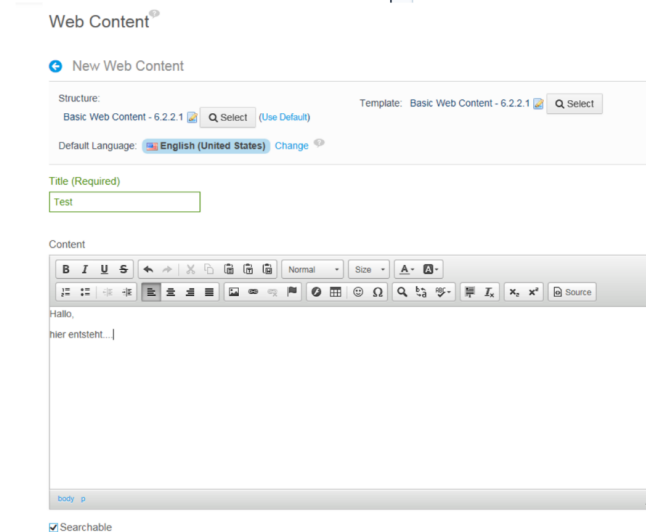 Web Content
New Web Content
Structure:
Basic Web Content - 6.2.2.1 Select (Use Default)
Template: Basic Web Content - 6.2.2.1 Select
Default Language: English (United States) Change
Title (Required)
Test
Content
B I U S Normal Size A A
Ω I x x₂ x² Source
Hallo,
hier entsteht....
body p
Searchable